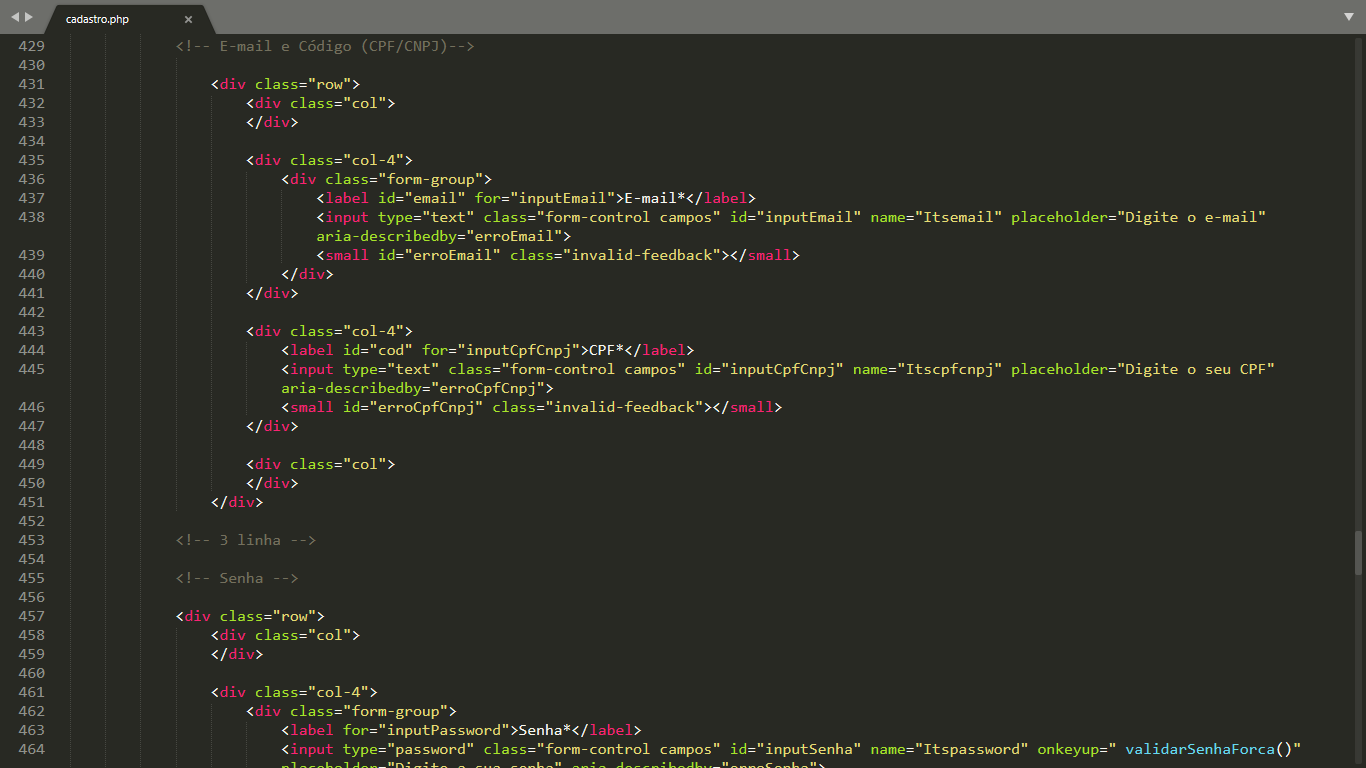 cadastro.php ×
429 <!-- E-mail e Código (CPF/CNPJ)-->
430
431 <div class="row">
432 <div class="col">
433 </div>
434
435 <div class="col-4">
436 <div class="form-group">
437 <label id="email" for="inputEmail">E-mail*</label>
438 <input type="text" class="form-control campos" id="inputEmail" name="Itsemail" placeholder="Digite o e-mail"
aria-describedby="erroEmail">
439 <small id="erroEmail" class="invalid-feedback"></small>
440 </div>
441 </div>
442
443 <div class="col-4">
444 <label id="cod" for="inputCpfCnpj">CPF*</label>
445 <input type="text" class="form-control campos" id="inputCpfCnpj" name="Itscpfcnpj" placeholder="Digite o seu CPF"
aria-describedby="erroCpfCnpj">
446 <small id="erroCpfCnpj" class="invalid-feedback"></small>
447 </div>
448
449 <div class="col">
450 </div>
451 </div>
452
453 <!-- 3 linha -->
454
455 <!-- Senha -->
456
457 <div class="row">
458 <div class="col">
459 </div>
460
461 <div class="col-4">
462 <div class="form-group">
463 <label for="inputPassword">Senha*</label>
464 <input type="password" class="form-control campos" id="inputSenha" name="Itspassword" onkeyup=" validarSenhaForca()"
placeholder="Digite a sua senha" aria-describedby="erroSenha">